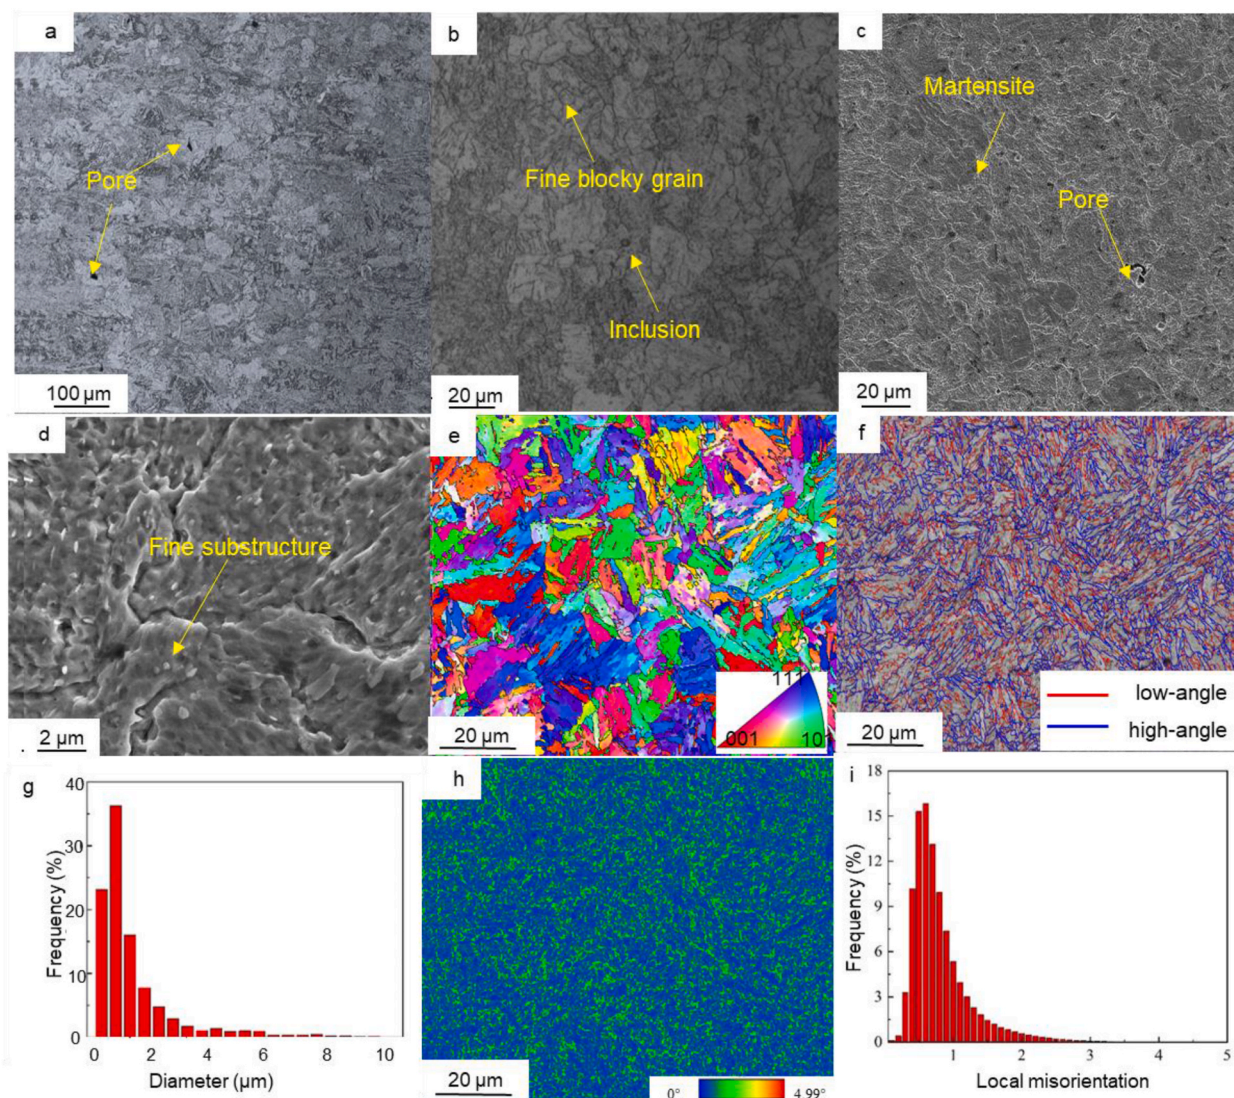 a
Pore
100 µm
b
Fine blocky grain
Inclusion
20 µm
c
Martensite
Pore
20 µm
d
Fine substructure
2 µm
e
111
001
20 µm
f
low-angle
high-angle
20 µm
g
Frequency (%)
40
30
20
10
0
0 2 4 6 8 10
Diameter (µm)
h
20 µm
0° 4.99°
i
Frequency (%)
18
15
12
9
6
3
0
1 2 3 4 5
Local misorientation